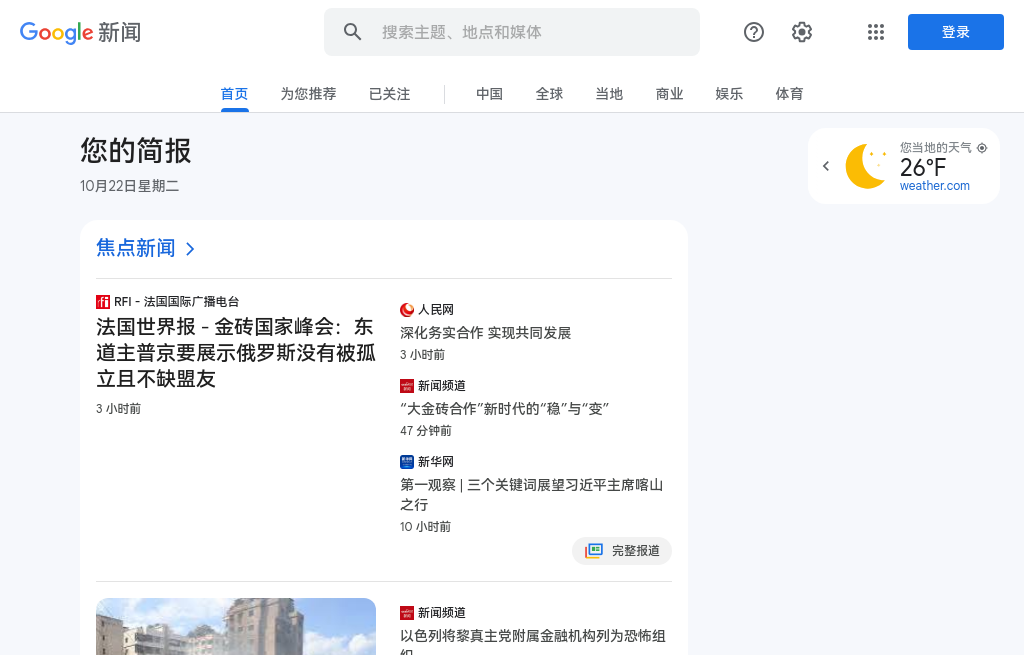 Google 新闻
搜索主题、地点和媒体
登录
首页
为您推荐
已关注
中国
全球
当地
商业
娱乐
体育
您的简报
10月22日星期二
您当地的天气
26°F
weather.com
焦点新闻
RFI - 法国国际广播电台
法国世界报 - 金砖国家峰会：东
道主普京要展示俄罗斯没有被孤
立且不缺盟友
3 小时前
人民网
深化务实合作 实现共同发展
3 小时前
新闻频道
“大金砖合作”新时代的“稳”与“变”
47 分钟前
新华网
第一观察 | 三个关键词展望习近平主席喀山
之行
10 小时前
完整报道
新闻频道
以色列将黎真主党附属金融机构列为恐怖组